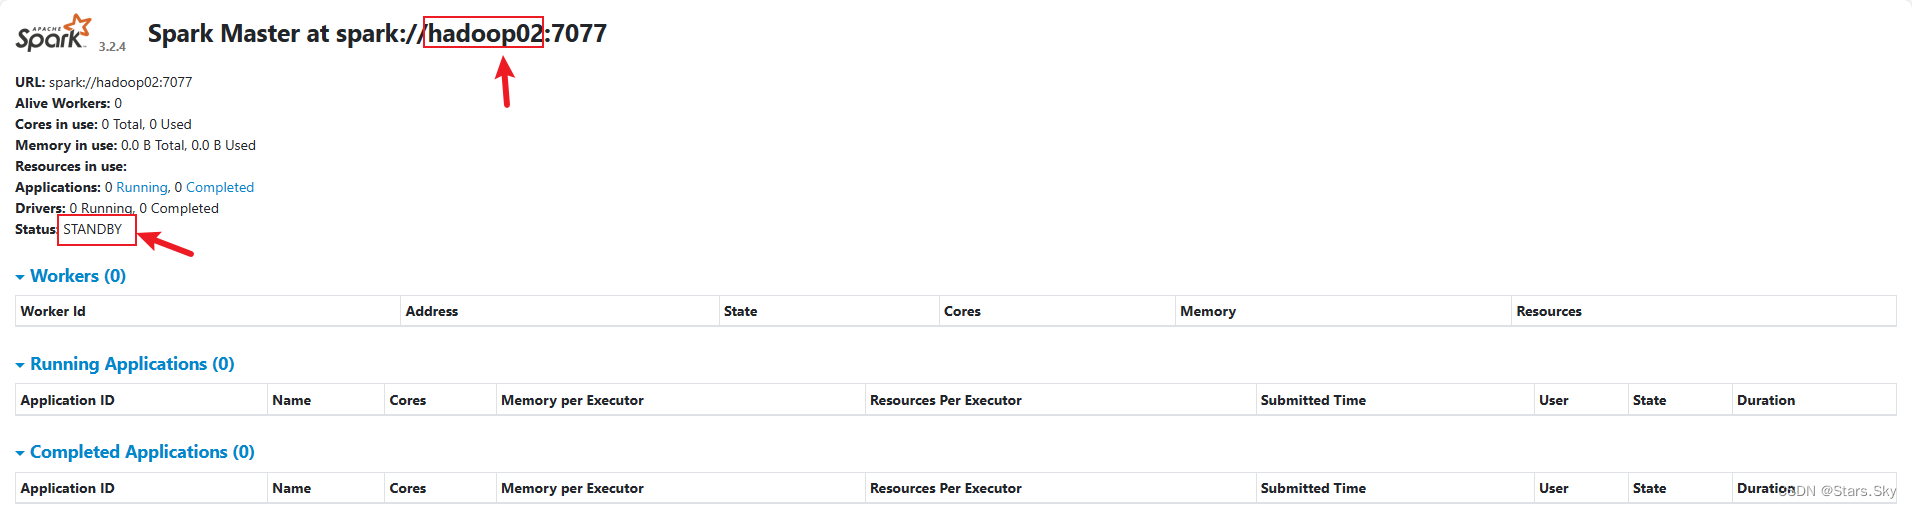 APACHE
Spark 3.2.4 Spark Master at spark://hadoop02:7077
URL: spark://hadoop02:7077
Alive Workers: 0
Cores in use: 0 Total, 0 Used
Memory in use: 0.0 B Total, 0.0 B Used
Resources in use:
Applications: 0 Running, 0 Completed
Drivers: 0 Running, 0 Completed
Status: STANDBY
Workers (0)
Worker Id Address State Cores Memory Resources
Running Applications (0)
Application ID Name Cores Memory per Executor Resources Per Executor Submitted Time User State Duration
Completed Applications (0)
Application ID Name Cores Memory per Executor Resources Per Executor Submitted Time User State Duration
CSDN @Stars.Sky